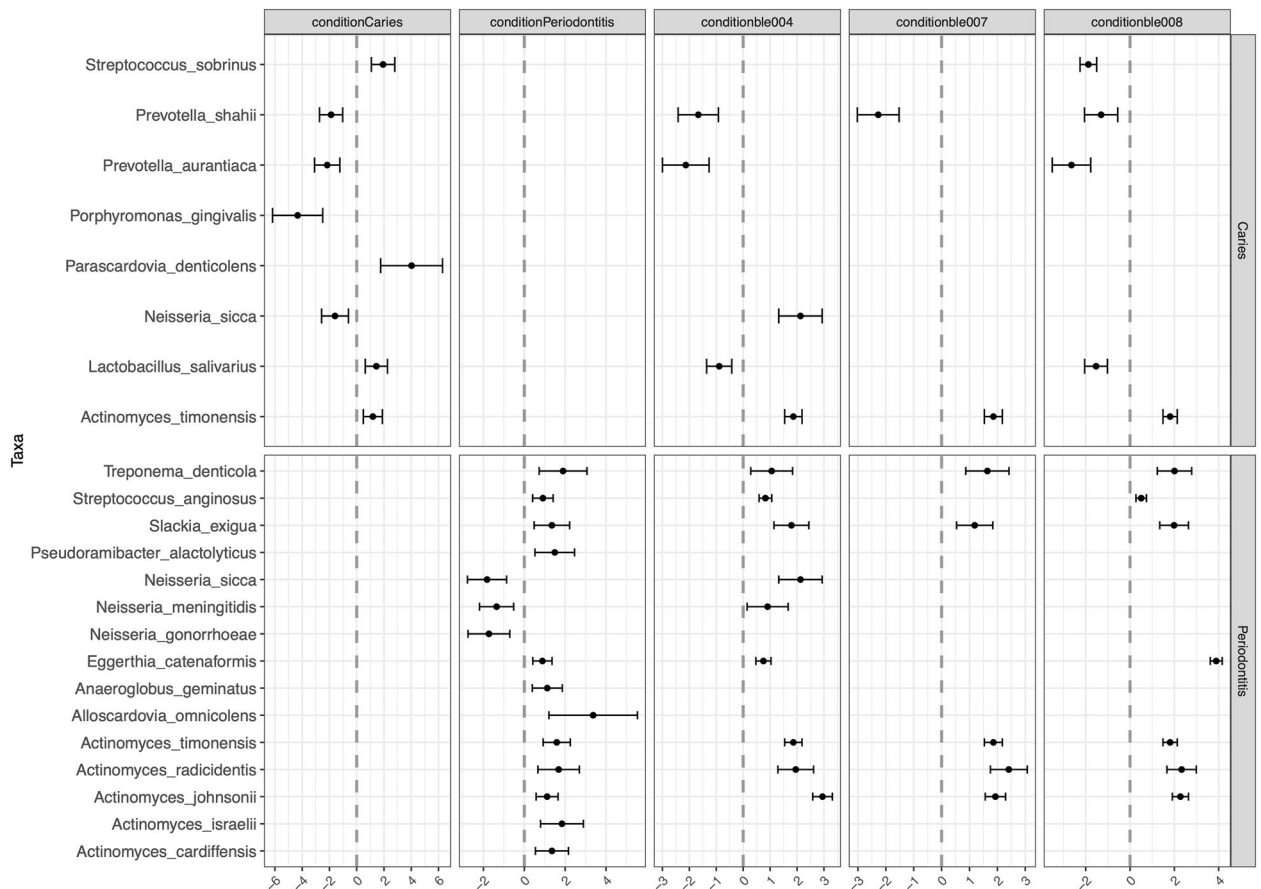 conditionCaries conditionPeriodontitis conditionble004 conditionble007 conditionble008
Streptococcus_sobrinus
Prevotella_shahii
Prevotella_aurantiaca
Porphyromonas_gingivalis
Parascardovia_denticolens
Neisseria_sicca
Lactobacillus_salivarius
Actinomyces_timonensis
Caries
Taxa
Treponema_denticola
Streptococcus_anginosus
Slackia_exigua
Pseudoramibacter_alactolyticus
Neisseria_sicca
Neisseria_meningitidis
Neisseria_gonorrhoeae
Eggerthia_catenaformis
Anaeroglobus_geminatus
Alloscardovia_omnicolens
Actinomyces_timonensis
Actinomyces_radicidentis
Actinomyces_johnsonii
Actinomyces_israelii
Actinomyces_cardiffensis
Periodontitis
-6 -4 -2 0 2 4 6 -2 0 2 4 -3 -2 -1 0 1 2 3 -3 -2 -1 0 1 2 3 -2 0 2 4